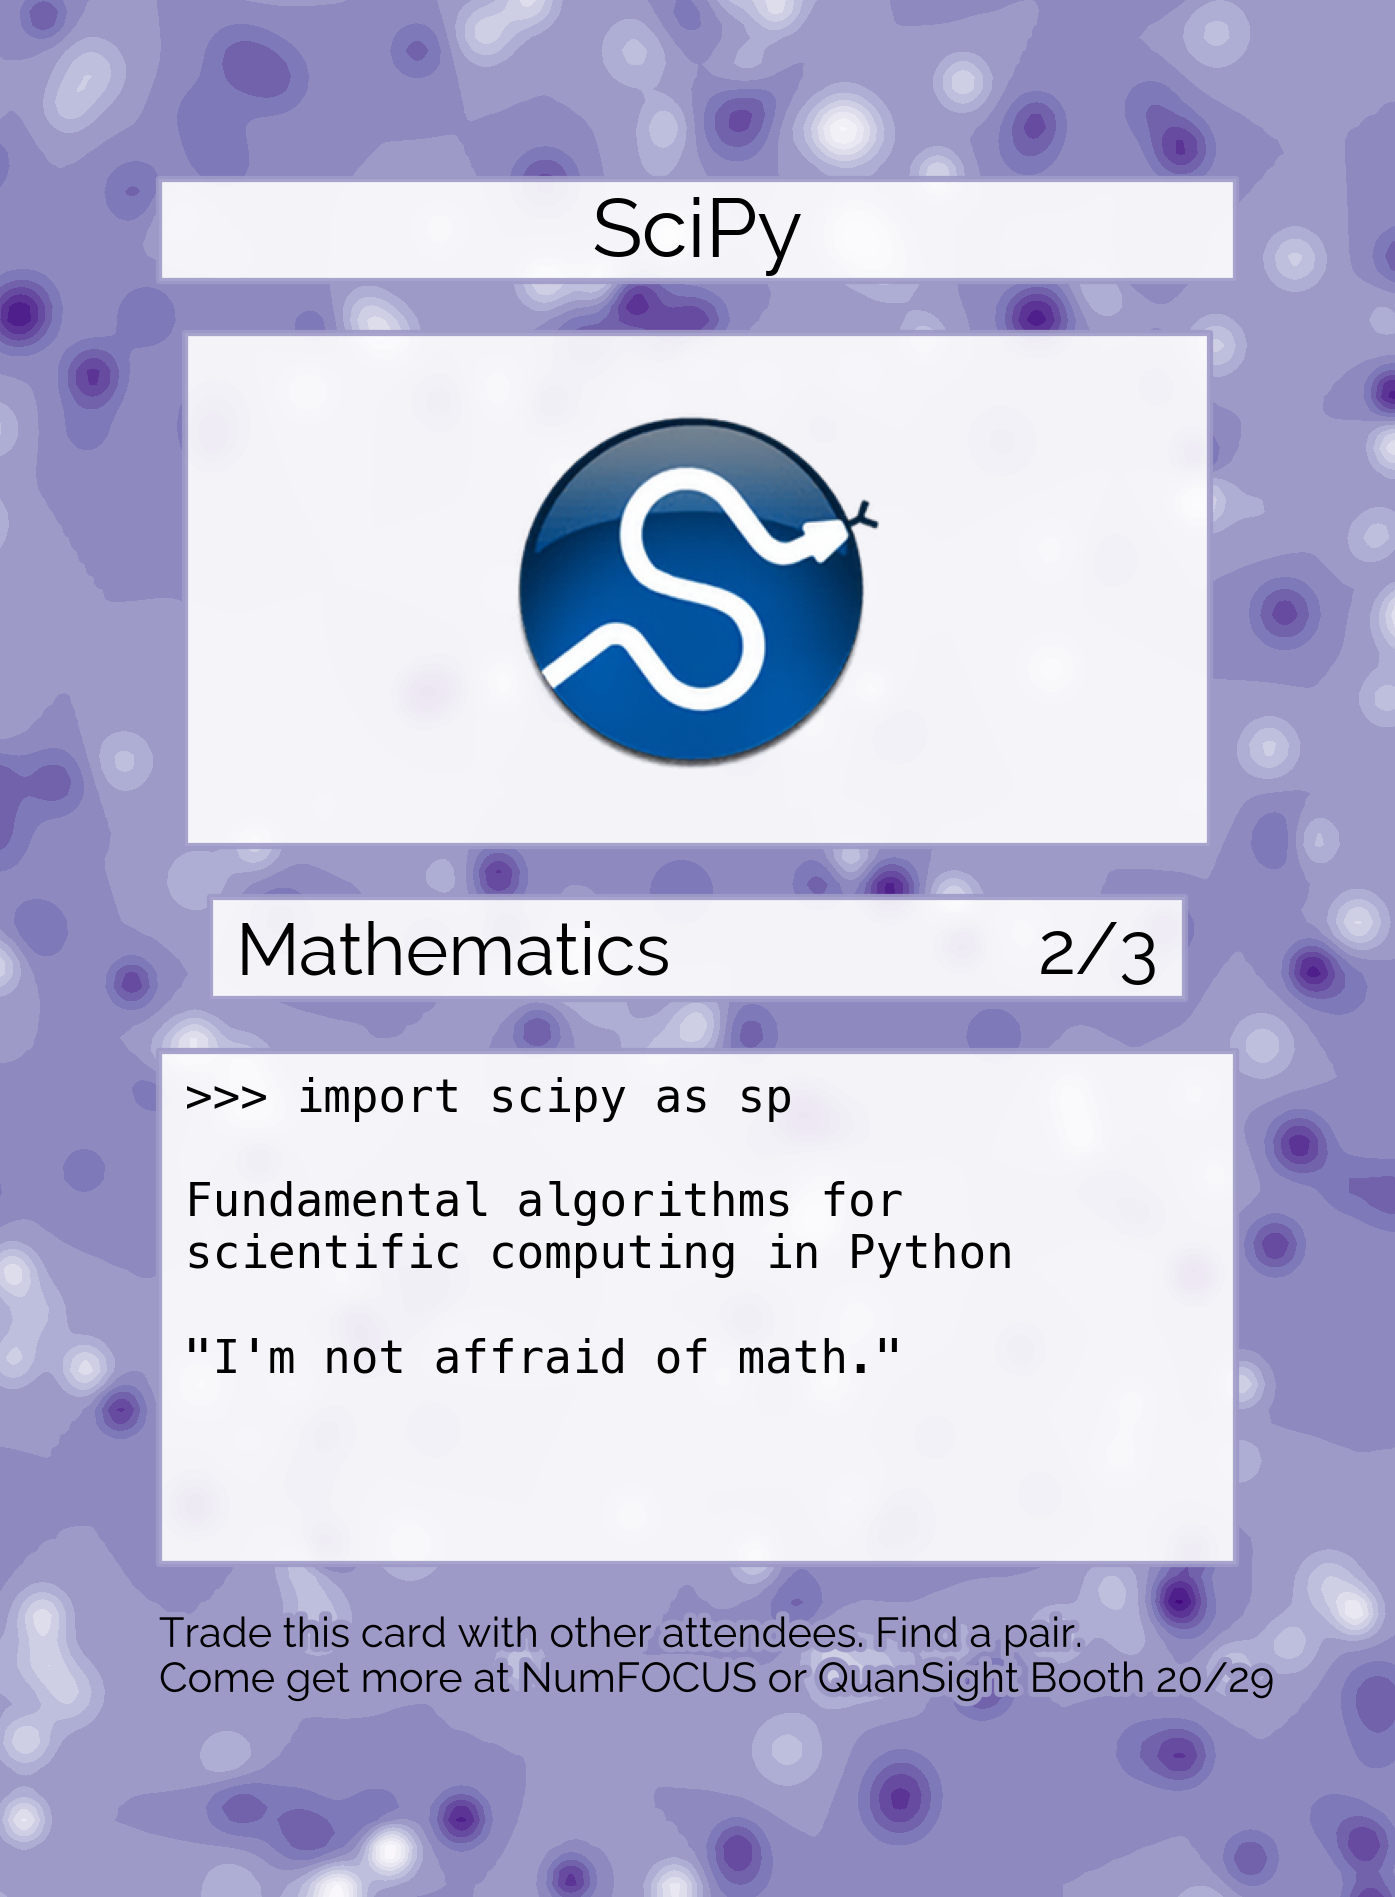 SciPy
Mathematics 2/3
>>> import scipy as sp
Fundamental algorithms for
scientific computing in Python
"I'm not affraid of math."
Trade this card with other attendees. Find a pair.
Come get more at NumFOCUS or QuanSight Booth 20/29